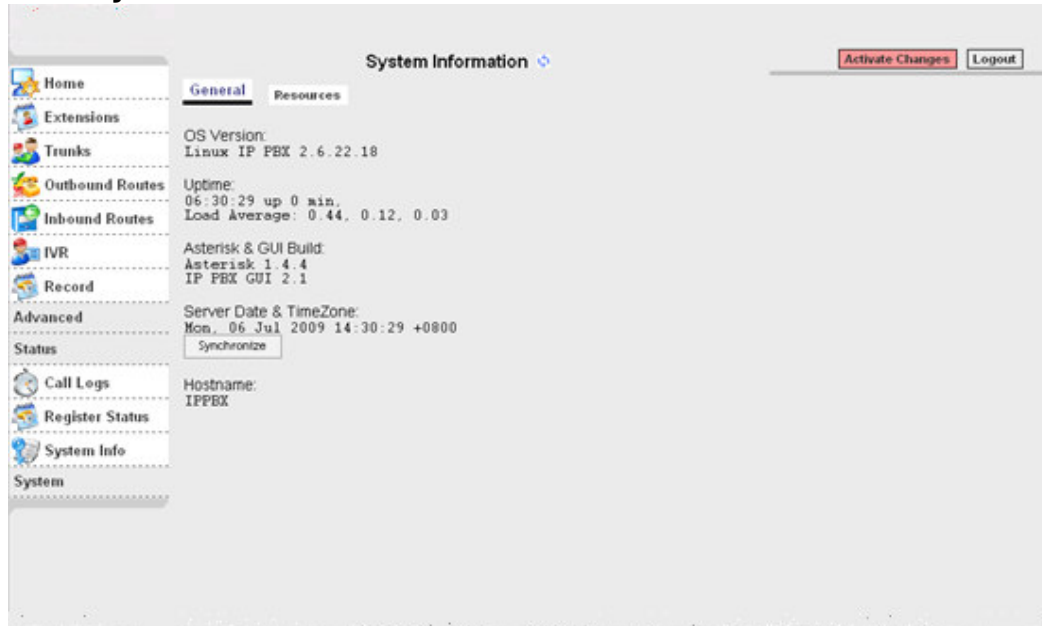 System Information
Activate Changes
Logout
Home
Extensions
Trunks
Outbound Routes
Inbound Routes
IVR
Record
Advanced
Status
Call Logs
Register Status
System Info
System
General
Resources
OS Version:
Linux IP PBX 2.6.22.18
Uptime:
06:30:29 up 0 min,
Load Average: 0.44, 0.12, 0.03
Asterisk & GUI Build:
Asterisk 1.4.4
IP PBX GUI 2.1
Server Date & TimeZone:
Mon, 06 Jul 2009 14:30:29 +0800
Synchronize
Hostname:
IPPBX